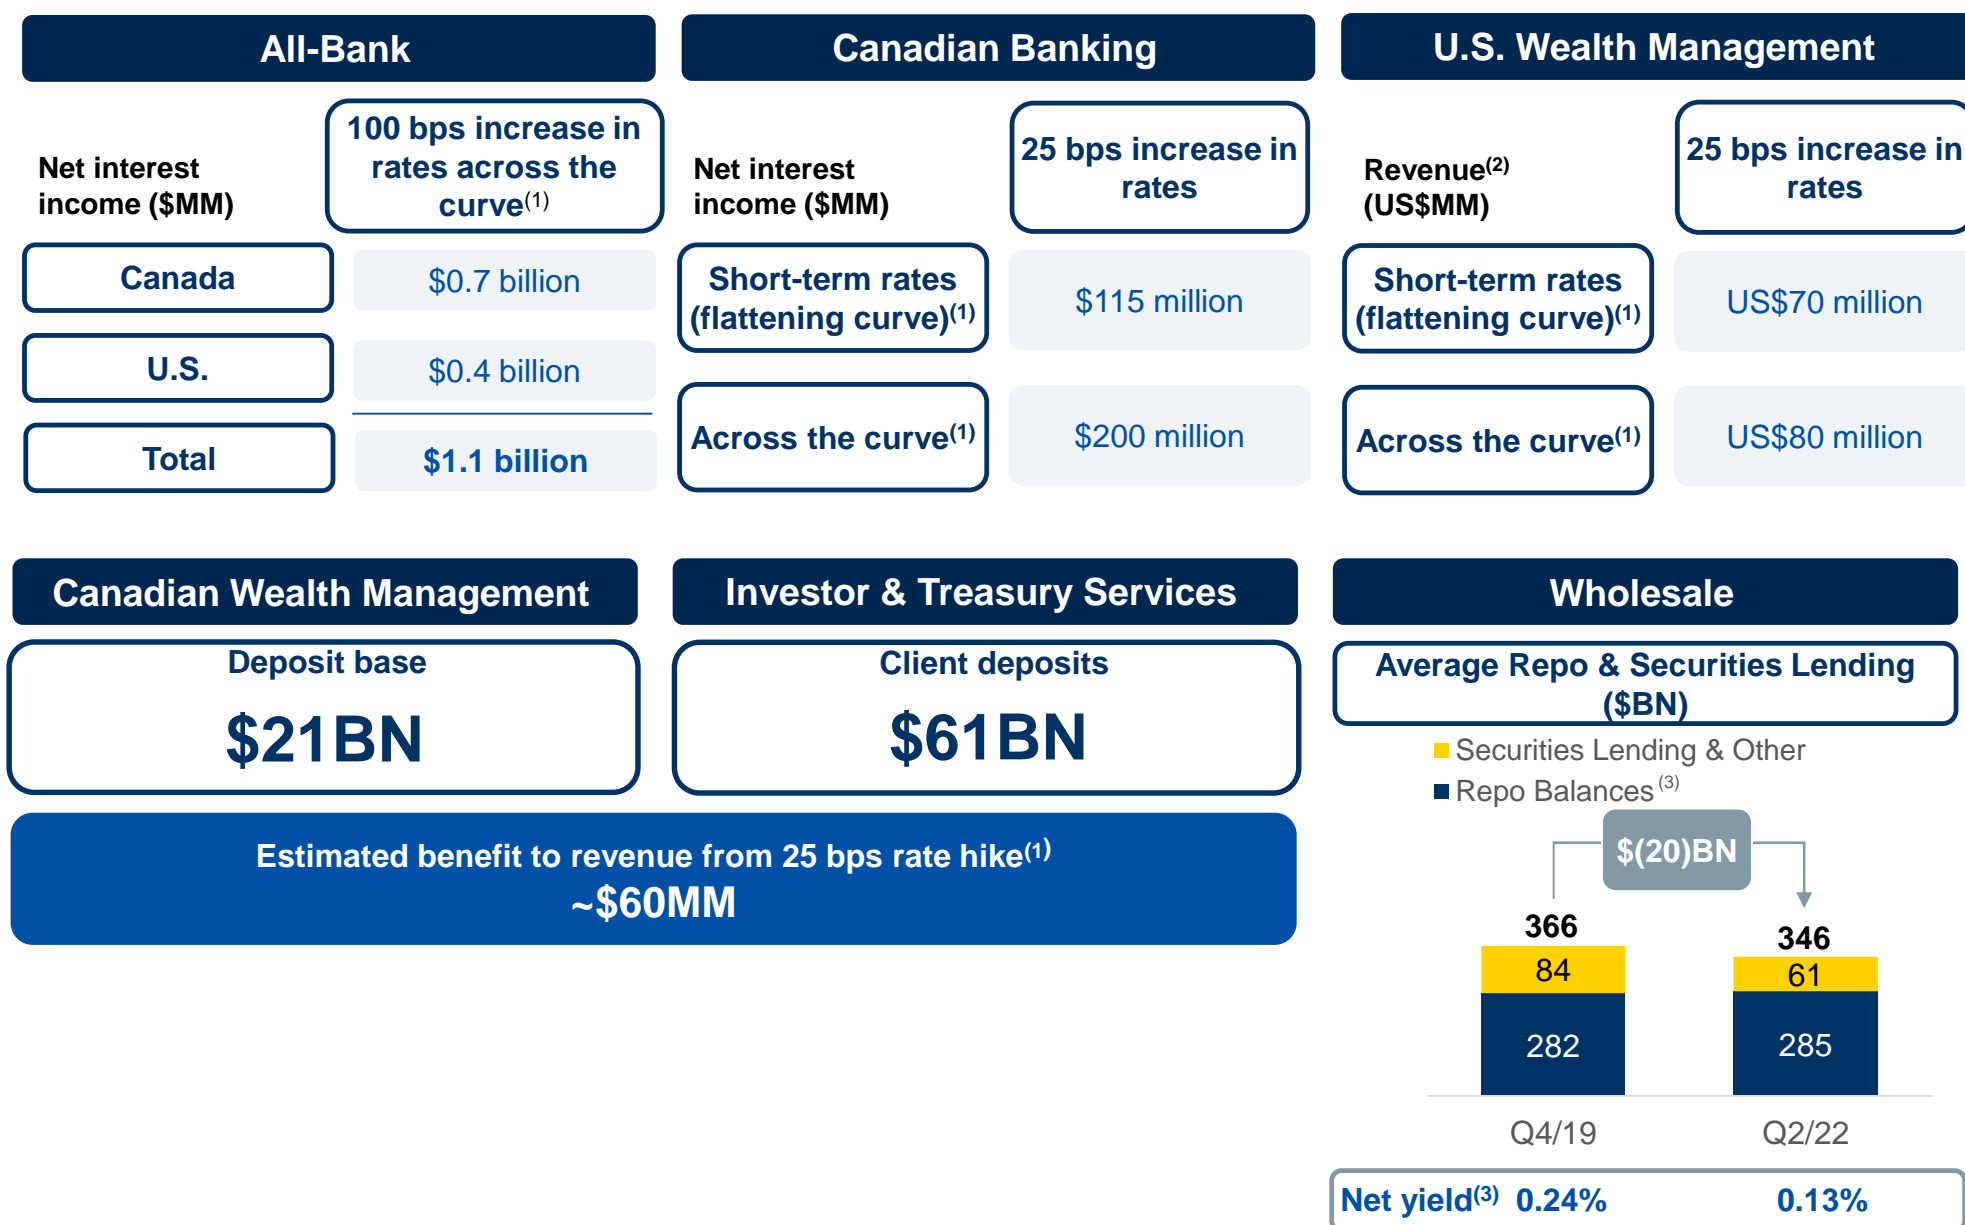 All-Bank
Net interest
income ($MM)
100 bps increase in
rates across the
curve(1)
Canada
$0.7 billion
U.S.
$0.4 billion
Total
$1.1 billion
Canadian Banking
Net interest
income ($MM)
25 bps increase in
rates
Short-term rates
(flattening curve)(1)
$115 million
Across the curve(1)
$200 million
U.S. Wealth Management
Revenue(2)
(US$MM)
25 bps increase in
rates
Short-term rates
(flattening curve)(1)
US$70 million
Across the curve(1)
US$80 million
Canadian Wealth Management
Deposit base
$21BN
Investor & Treasury Services
Client deposits
$61BN
Estimated benefit to revenue from 25 bps rate hike(1)
~$60MM
Wholesale
Average Repo & Securities Lending
($BN)
Securities Lending & Other
Repo Balances (3)
$(20)BN
366
346
84
61
282
285
Q4/19
Q2/22
Net yield(3) 0.24% 0.13%